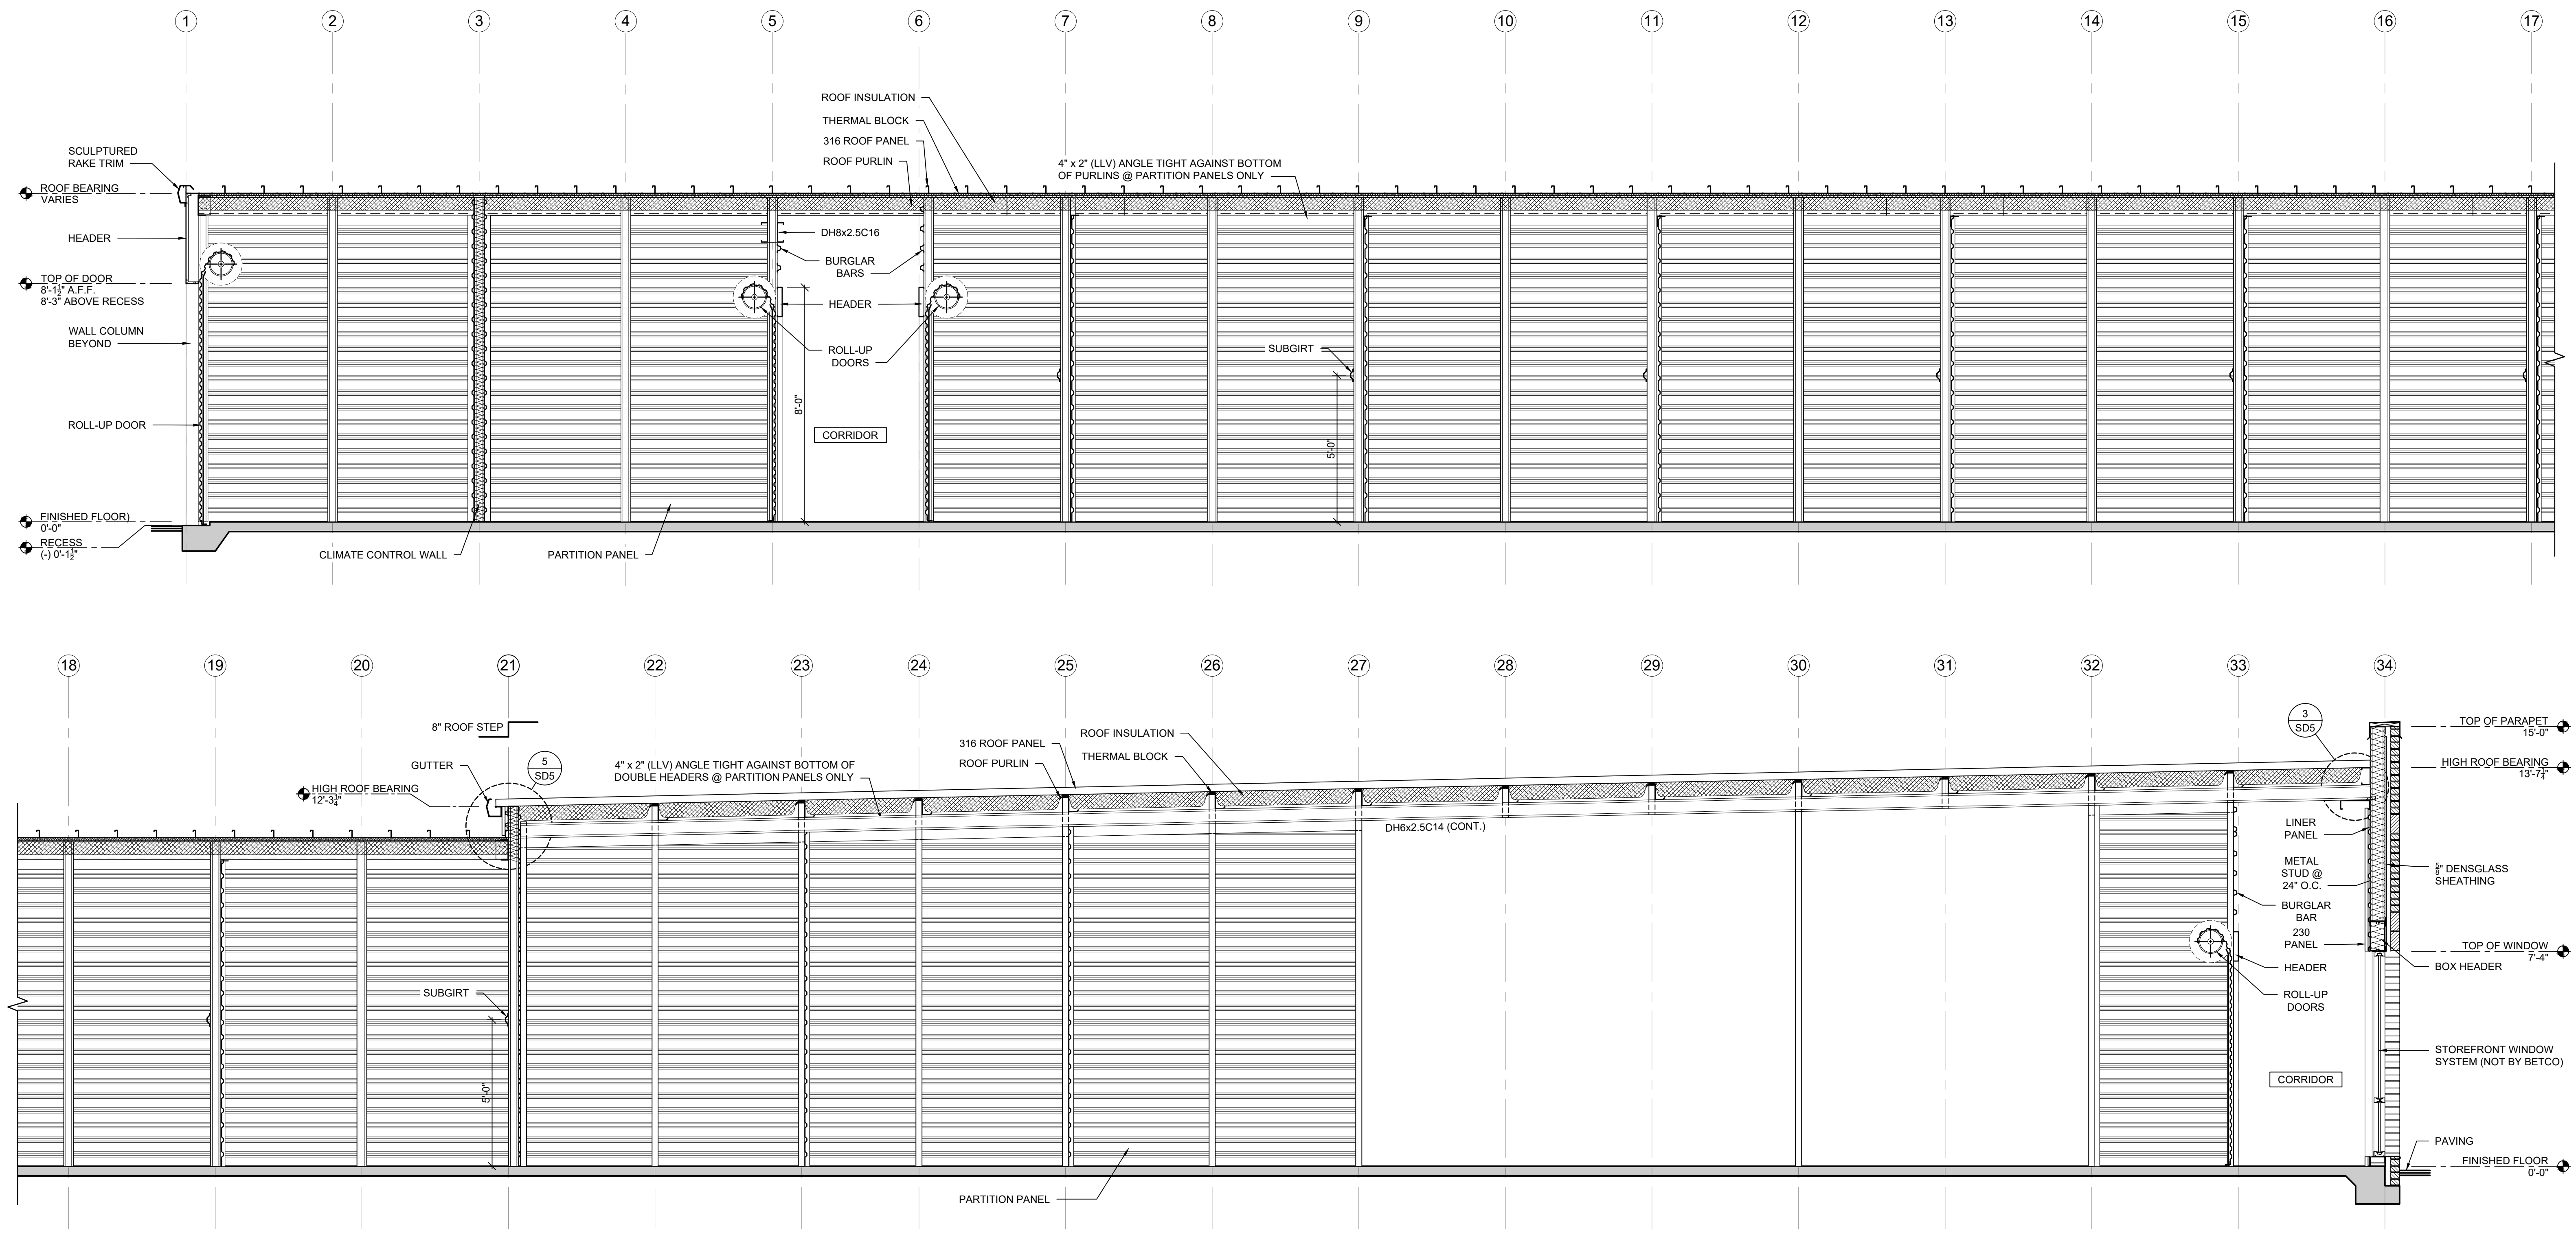 1 2 3 4 5 6 7 8 9 10 11 12 13 14 15 16 17
ROOF INSULATION
THERMAL BLOCK
316 ROOF PANEL
ROOF PURLIN
4" x 2" (LLV) ANGLE TIGHT AGAINST BOTTOM
OF PURLINS @ PARTITION PANELS ONLY
SCULPTURED
RAKE TRIM
ROOF BEARING
VARIES
HEADER
TOP OF DOOR
8'-1½" A.F.F.
8'-3" ABOVE RECESS
WALL COLUMN
BEYOND
ROLL-UP DOOR
FINISHED FLOOR)
0'-0"
RECESS
(-) 0'-1½"
DH8x2.5C16
BURGLAR
BARS
HEADER
ROLL-UP
DOORS
8'-0"
CORRIDOR
SUBGIRT
5'-0"
CLIMATE CONTROL WALL
PARTITION PANEL
18 19 20 21 22 23 24 25 26 27 28 29 30 31 32 33 34
8" ROOF STEP
GUTTER
5
SD5
HIGH ROOF BEARING
12'-3¾"
4" x 2" (LLV) ANGLE TIGHT AGAINST BOTTOM OF
DOUBLE HEADERS @ PARTITION PANELS ONLY
316 ROOF PANEL
ROOF PURLIN
ROOF INSULATION
THERMAL BLOCK
DH6x2.5C14 (CONT.)
3
SD5
TOP OF PARAPET
15'-0"
HIGH ROOF BEARING
13'-7¼"
LINER
PANEL
METAL
STUD @
24" O.C.
BURGLAR
BAR
230
PANEL
HEADER
ROLL-UP
DOORS
⅝" DENSGLASS
SHEATHING
TOP OF WINDOW
7'-4"
BOX HEADER
STOREFRONT WINDOW
SYSTEM (NOT BY BETCO)
CORRIDOR
PAVING
FINISHED FLOOR
0'-0"
SUBGIRT
5'-0"
PARTITION PANEL